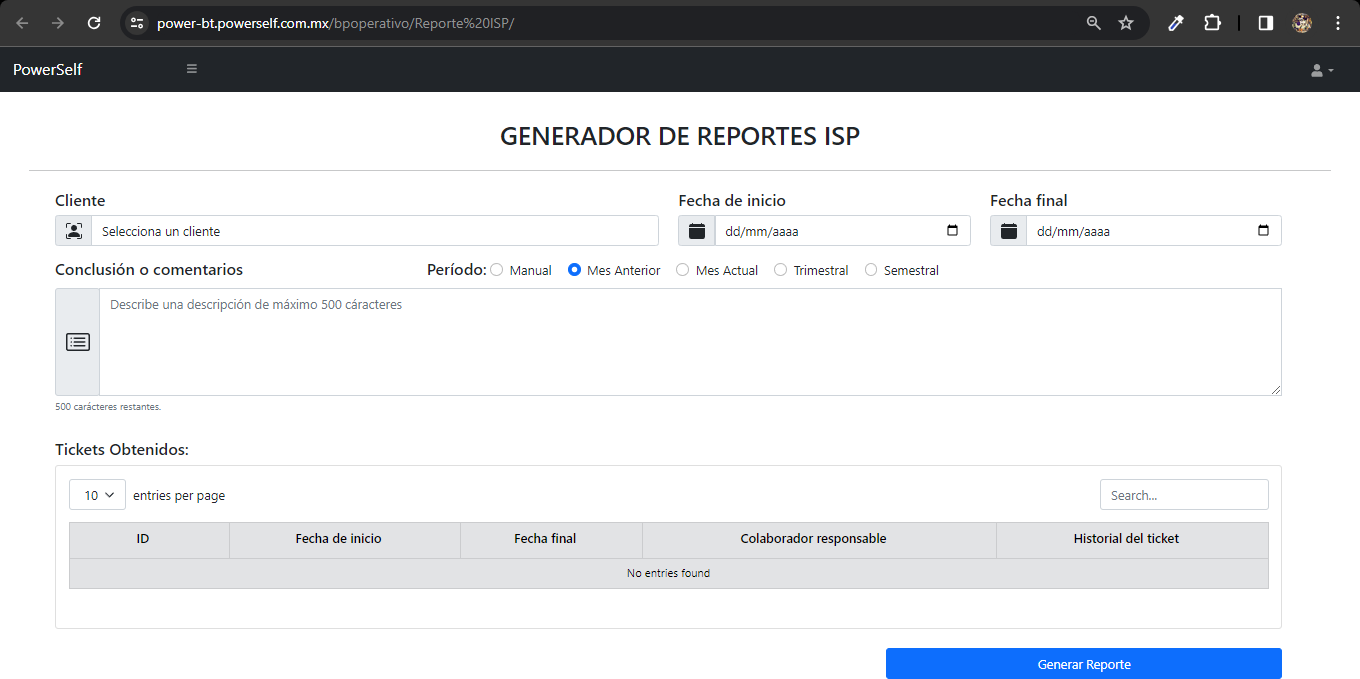 power-bt.powerself.com.mx/bpoperativo/Reporte%20ISP/
PowerSelf
GENERADOR DE REPORTES ISP
Cliente Fecha de inicio Fecha final
Selecciona un cliente dd/mm/aaaa dd/mm/aaaa
Conclusión o comentarios Período: Manual Mes Anterior Mes Actual Trimestral Semestral
Describe una descripción de máximo 500 cáracteres
500 carácteres restantes.
Tickets Obtenidos:
10 entries per page Search...
ID Fecha de inicio Fecha final Colaborador responsable Historial del ticket
No entries found
Generar Reporte